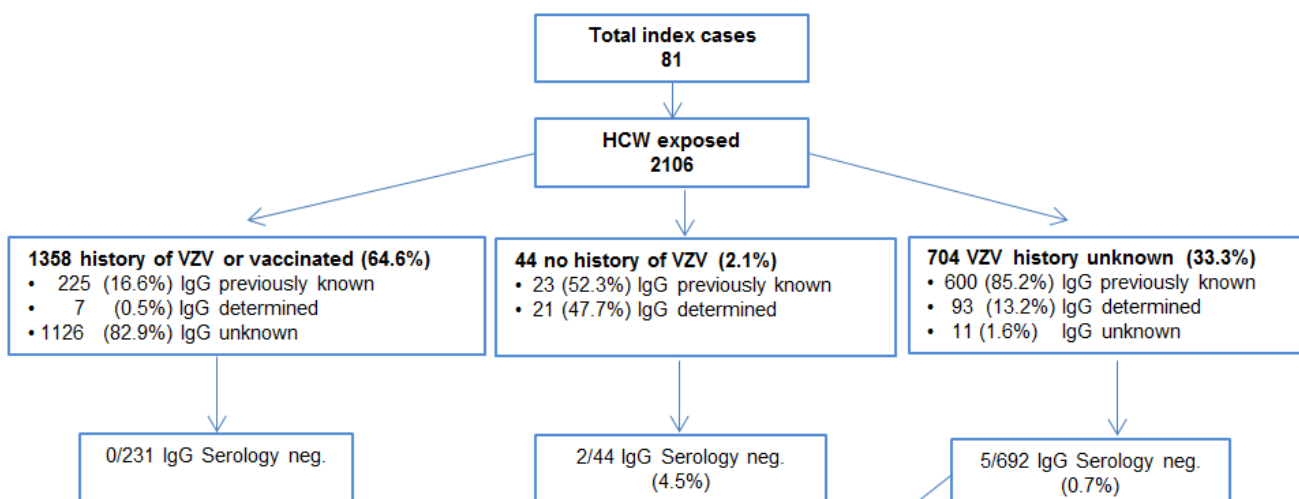 Total index cases
81
HCW exposed
2106
1358 history of VZV or vaccinated (64.6%)
• 225 (16.6%) IgG previously known
• 7 (0.5%) IgG determined
• 1126 (82.9%) IgG unknown
44 no history of VZV (2.1%)
• 23 (52.3%) IgG previously known
• 21 (47.7%) IgG determined
704 VZV history unknown (33.3%)
• 600 (85.2%) IgG previously known
• 93 (13.2%) IgG determined
• 11 (1.6%) IgG unknown
0/231 IgG Serology neg.
2/44 IgG Serology neg.
(4.5%)
5/692 IgG Serology neg.
(0.7%)